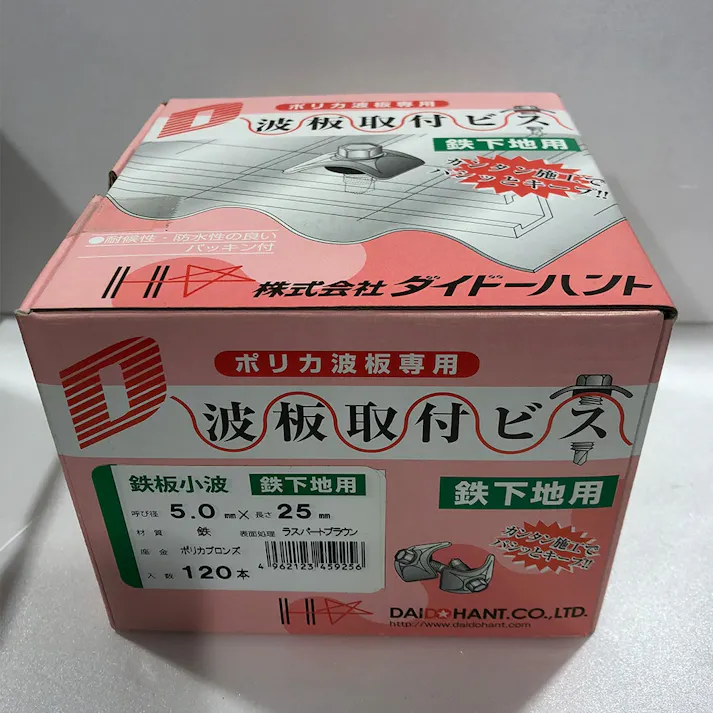 D
ポリカ波板専用
波板取付ビス
鉄下地用
カンタン施工で
バシッとキープ!!
●耐候性・防水性の良い
パッキン付
株式会社 ダイドーハント
D
ポリカ波板専用
波板取付ビス
鉄板小波 鉄下地用
呼び径 5.0 mm × 長さ 25 mm
材質 鉄 表面処理 ラスパートブラウン
座金 ポリカブロンズ
入数 120本
4 962123 459256
鉄下地用
カンタン施工で
バシッとキープ!!
DAIDOHANT.CO.,LTD.
http://www.daidohant.com